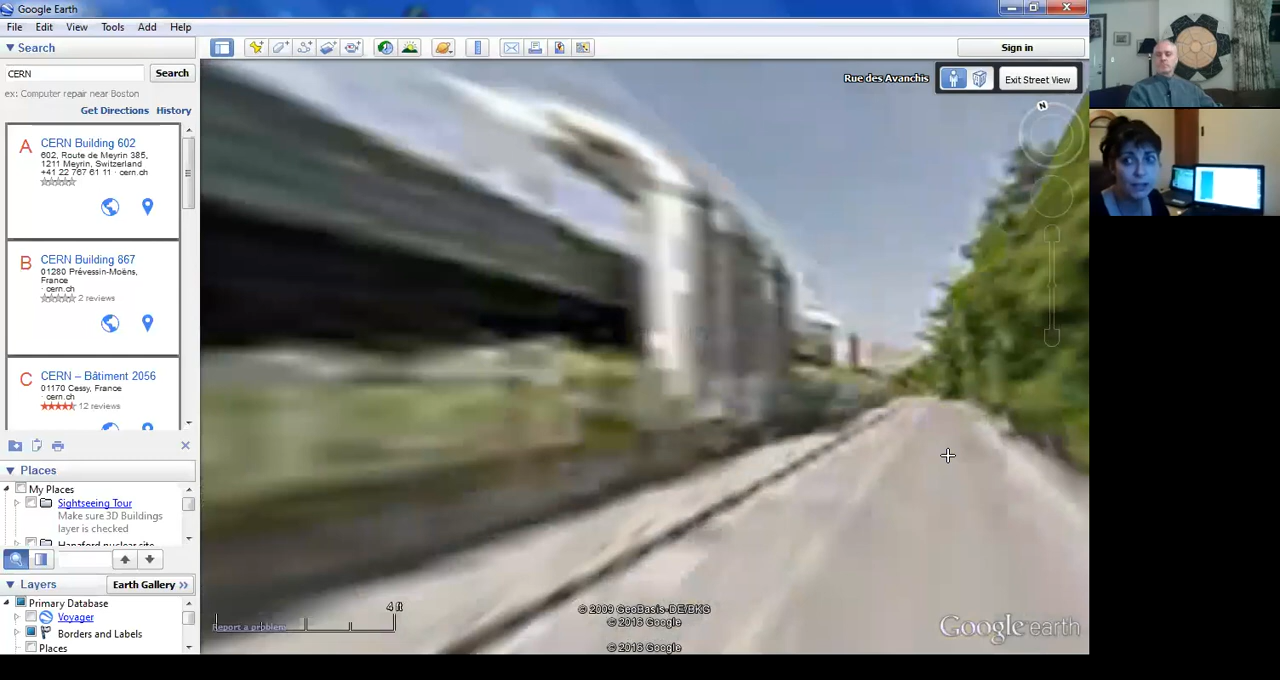 Google Earth
File Edit View Tools Add Help
Search
CERN
Search
ex: Computer repair near Boston
Get Directions History
A CERN Building 602
602, Route de Meyrin 385,
1211 Meyrin, Switzerland
+41 22 767 61 11 · cern.ch
B CERN Building 867
01280 Prévessin-Moëns,
France
· cern.ch
2 reviews
C CERN – Bâtiment 2056
01170 Cessy, France
· cern.ch
12 reviews
Places
My Places
Sightseeing Tour
Make sure 3D Buildings
layer is checked
Hanaford nuclear site
Layers
Earth Gallery >>
Primary Database
Voyager
Borders and Labels
Places
Sign in
Rue des Avanchis
Exit Street View
N
4 ft
Report a problem
© 2009 GeoBasis-DE/BKG
© 2016 Google
© 2016 Google
Google earth